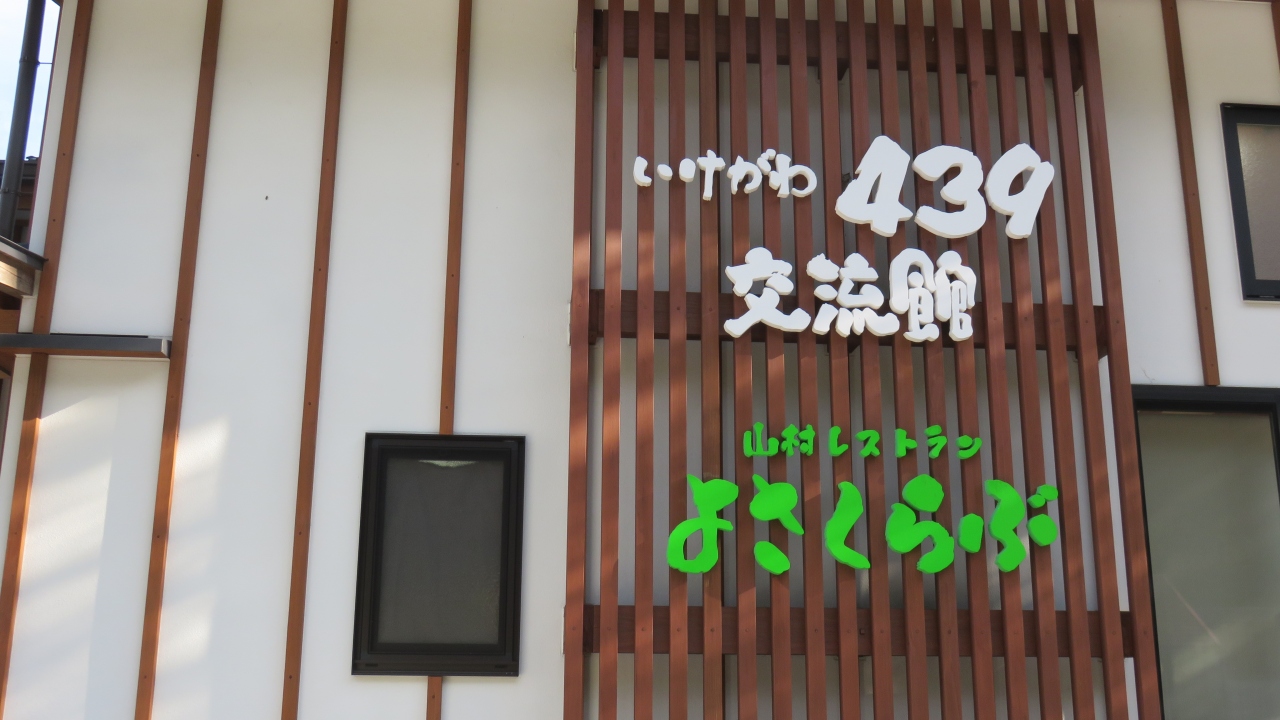 いけがわ 439
交流館
山村レストラン
よさくらぶ